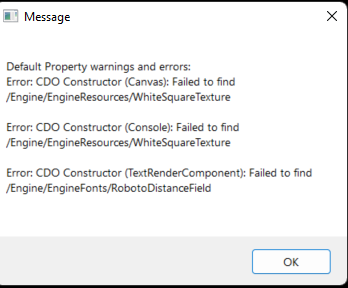 Message
Default Property warnings and errors:
Error: CDO Constructor (Canvas): Failed to find
/Engine/EngineResources/WhiteSquareTexture
Error: CDO Constructor (Console): Failed to find
/Engine/EngineResources/WhiteSquareTexture
Error: CDO Constructor (TextRenderComponent): Failed to find
/Engine/EngineFonts/RobotoDistanceField
OK